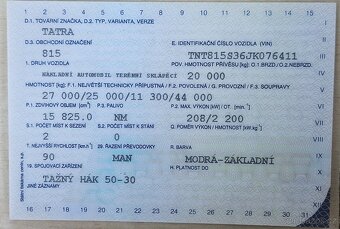 1 2 3 4 5 6 7 8 9 10 11 12 13 14 15
D.1. TOVÁRNÍ ZNAČKA, D.2. TYP, VARIANTA, VERZE
TATRA
D.3. OBCHODNÍ OZNAČENÍ
815
E. IDENTIFIKAČNÍ ČÍSLO VOZIDLA (VIN)
TNT815S36JK076411
J. DRUH VOZIDLA
POV. HMOTNOST PŘÍVĚSU (kg) O.1 BRZD./O.2 NEBRZD.
NÁKLADNÍ AUTOMOBIL TERÉNNÍ SKLÁPĚCÍ
20 000
HMOTNOST (kg): F.1. NEJVĚTŠÍ TECHNICKY PŘÍPUSTNÁ / F.2. POVOLENÁ / G. PROVOZNÍ / F.3. SOUPRAVY
27 000/25 000/11 300/44 000
P.1. ZDVIHOVÝ OBJEM [cm³]
P.3. PALIVO
P.2. MAX. VÝKON [kW] / OT. [min⁻¹]
15 825.0
NM
208/2 200
S.1. POČET MÍST K SEZENÍ
S.2. POČET MÍST K STÁNÍ
Q. POMĚR VÝKON / HMOTNOST [kW.kg⁻¹]
2
0
T. NEJVYŠŠÍ RYCHLOST [km.h⁻¹]
29. ŘAZENÍ PŘEVODOVKY
R. BARVA
90
MAN
MODRÁ-ZÁKLADNÍ
19. SPOJOVACÍ ZAŘÍZENÍ
H. PLATNOST DO
TAŽNÝ HÁK 50-30
JINÉ ZÁZNAMY
16 17 18 19 20 21 22 23 24 25 26 27 28 29 30 31